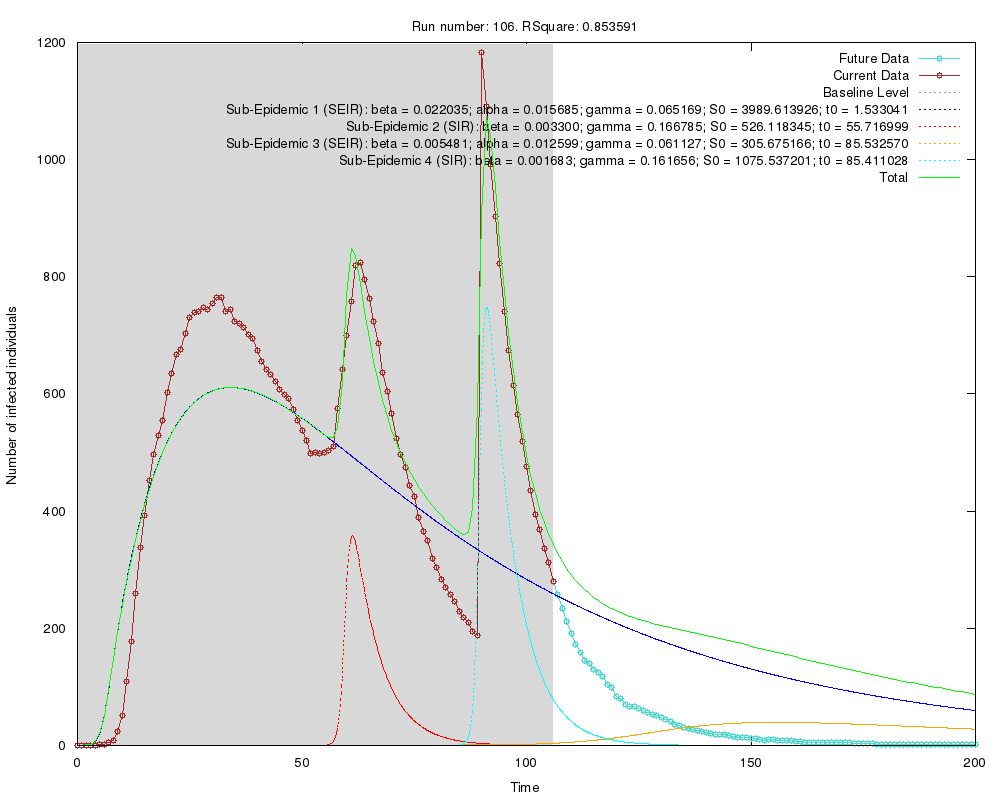 Run number: 106. RSquare: 0.853591
Future Data
Current Data
Baseline Level
Sub-Epidemic 1 (SEIR): beta = 0.022035; alpha = 0.015685; gamma = 0.065169; S0 = 3989.613926; t0 = 1.533041
Sub-Epidemic 2 (SIR): beta = 0.003300; gamma = 0.166785; S0 = 526.118345; t0 = 55.716999
Sub-Epidemic 3 (SEIR): beta = 0.005481; alpha = 0.012599; gamma = 0.061127; S0 = 305.675166; t0 = 85.532570
Sub-Epidemic 4 (SIR): beta = 0.001683; gamma = 0.161656; S0 = 1075.537201; t0 = 85.411028
Total
1200
1000
800
600
400
200
0
Number of infected individuals
0 50 100 150 200
Time